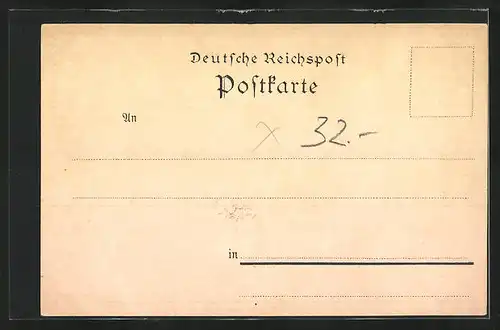 Deutsche Reichspost
Postkarte
An
x 32.-
in